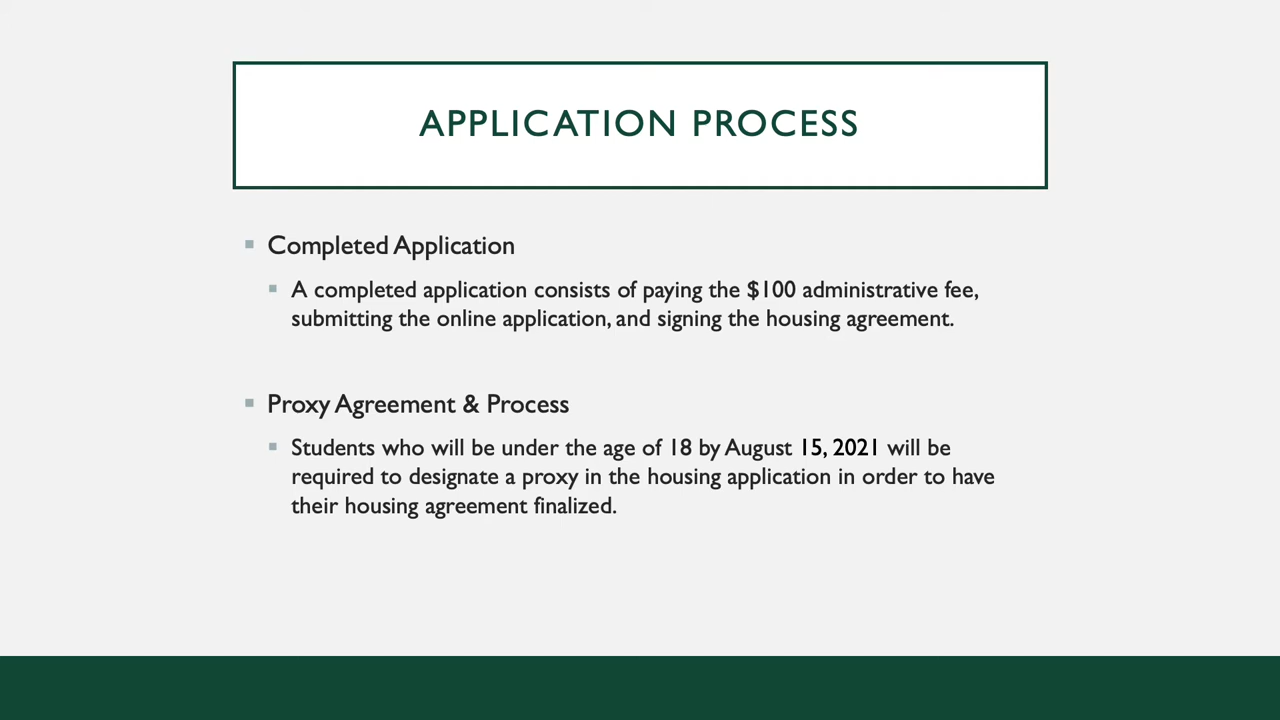 APPLICATION PROCESS
Completed Application
A completed application consists of paying the $100 administrative fee,
submitting the online application, and signing the housing agreement.
Proxy Agreement & Process
Students who will be under the age of 18 by August 15, 2021 will be
required to designate a proxy in the housing application in order to have
their housing agreement finalized.